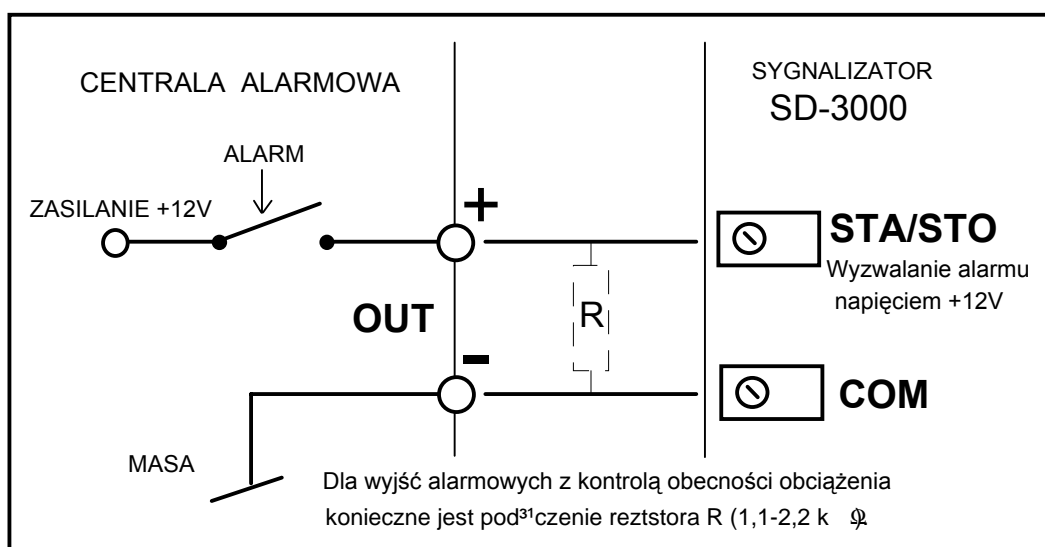 CENTRALA ALARMOWA
SYGNALIZATOR
SD-3000
ALARM
ZASILANIE +12V
+
STA/STO
Wyzwalanie alarmu
napięciem +12V
OUT
R
-
COM
MASA
Dla wyjść alarmowych z kontrolą obecności obciążenia
konieczne jest pod³¹czenie reztstora R (1,1-2,2 k Ω)